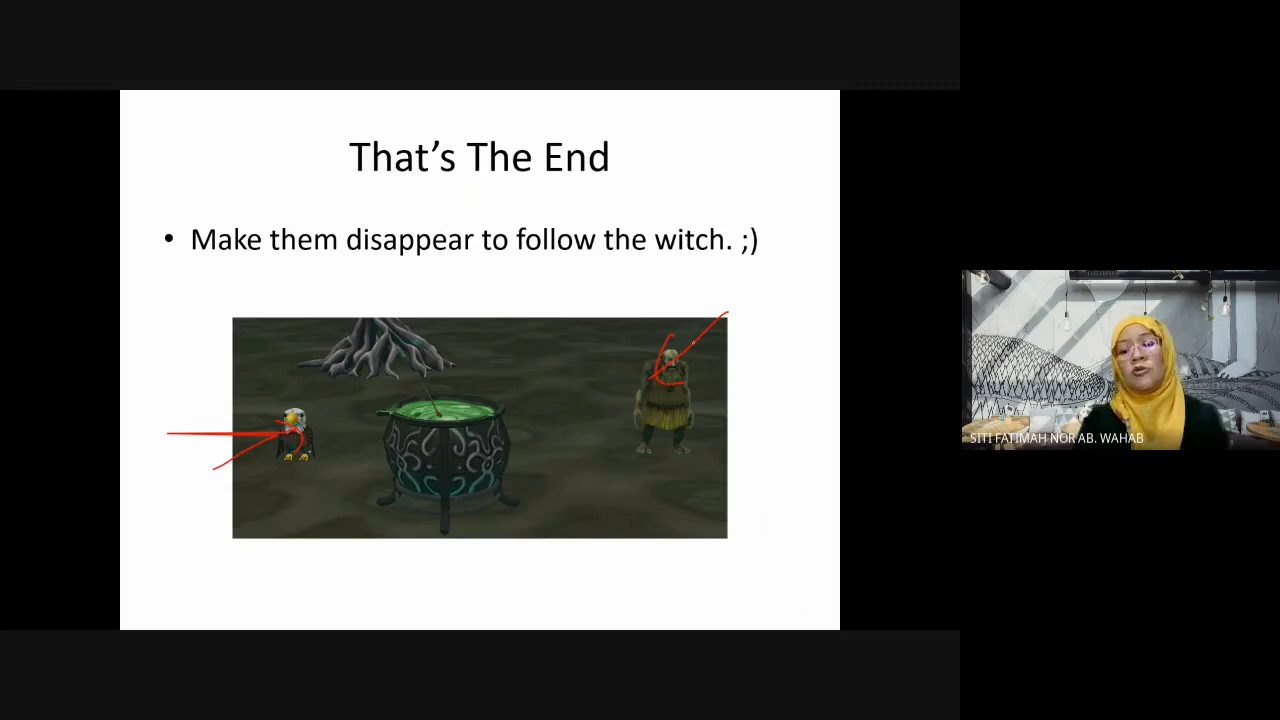 That’s The End
• Make them disappear to follow the witch. ;)
SITI FATIMAH NOR AB. WAHAB